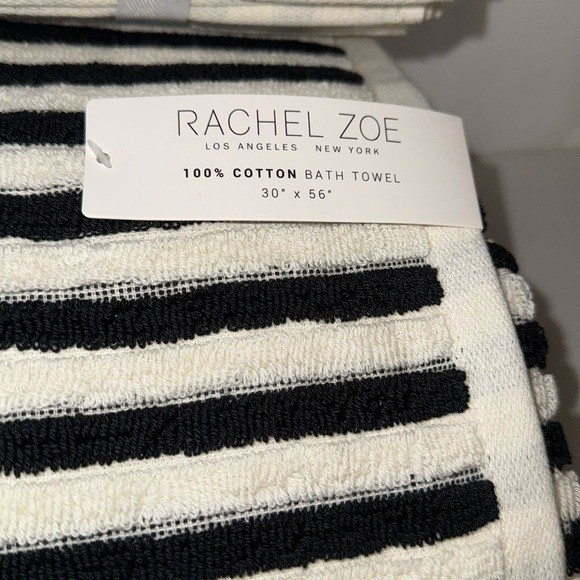 RACHEL ZOE
LOS ANGELES NEW YORK
100% COTTON BATH TOWEL
30" x 56"